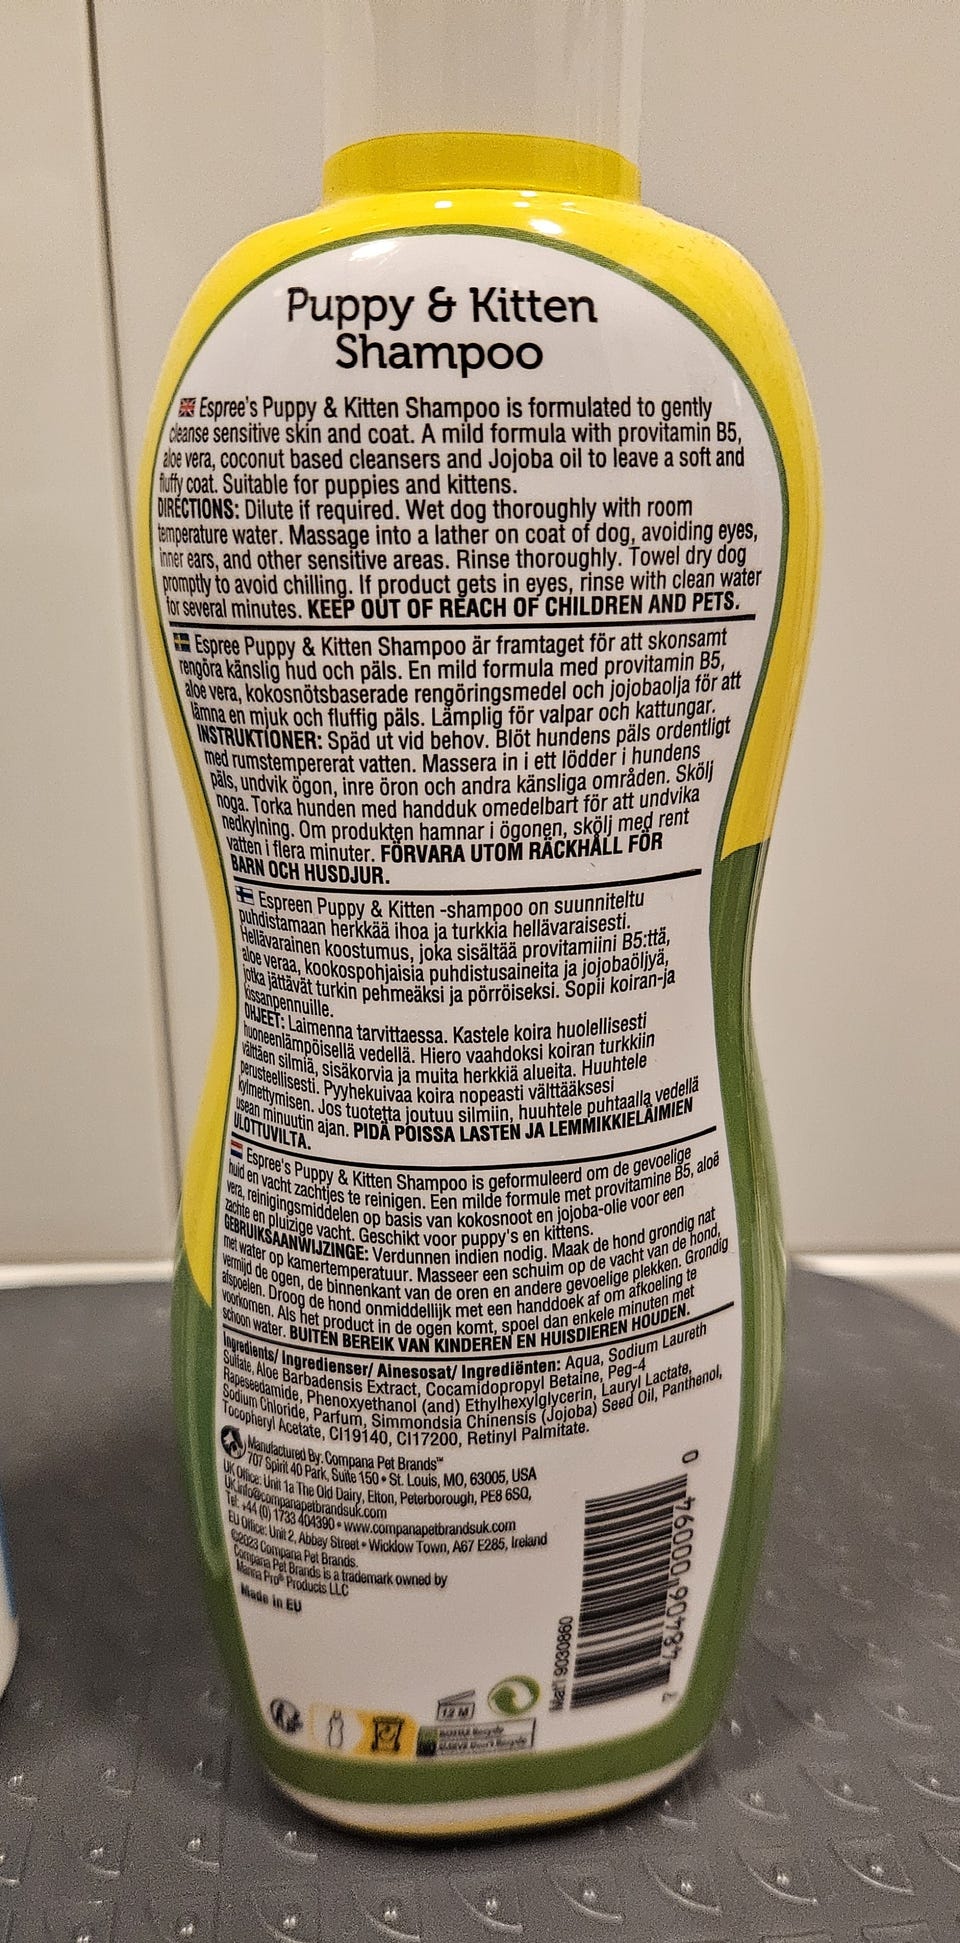 Puppy & Kitten
Shampoo
Espree's Puppy & Kitten Shampoo is formulated to gently
cleanse sensitive skin and coat. A mild formula with provitamin B5,
aloe vera, coconut based cleansers and Jojoba oil to leave a soft and
fluffy coat. Suitable for puppies and kittens.
DIRECTIONS: Dilute if required. Wet dog thoroughly with room
temperature water. Massage into a lather on coat of dog, avoiding eyes,
inner ears, and other sensitive areas. Rinse thoroughly. Towel dry dog
promptly to avoid chilling. If product gets in eyes, rinse with clean water
for several minutes. KEEP OUT OF REACH OF CHILDREN AND PETS.
Espree Puppy & Kitten Shampoo är framtaget för att skonsamt
rengöra känslig hud och päls. En mild formula med provitamin B5,
aloe vera, kokosnötsbaserade rengöringsmedel och jojobaolja för att
lämna en mjuk och fluffig päls. Lämplig för valpar och kattungar.
INSTRUKTIONER: Späd ut vid behov. Blöt hundens päls ordentligt
med rumstempererat vatten. Massera in i ett lödder i hundens
päls, undvik ögon, inre öron och andra känsliga områden. Skölj
noga. Torka hunden med handduk omedelbart för att undvika
nedkylning. Om produkten hamnar i ögonen, skölj med rent
vatten i flera minuter. FÖRVARA UTOM RÄCKHÅLL FÖR
BARN OCH HUSDJUR.
Espreen Puppy & Kitten -shampoo on suunniteltu
puhdistamaan herkkää ihoa ja turkkia hellävaraisesti.
Hellävarainen koostumus, joka sisältää provitamiini B5:ttä,
aloe veraa, kookospohjaisia puhdistusaineita ja jojobaöljyä,
jotka jättävät turkin pehmeäksi ja pörröiseksi. Sopii koiran-ja
kissanpennuille.
OHJEET: Laimenna tarvittaessa. Kastele koira huolellisesti
huoneenlämpöisellä vedellä. Hiero vaahdoksi koiran turkkiin
välttäen silmiä, sisäkorvia ja muita herkkiä alueita. Huuhtele
perusteellisesti. Pyyhekuivaa koira nopeasti välttääksesi
kylmettymisen. Jos tuotetta joutuu silmiin, huuhtele puhtaalla vedellä
usean minuutin ajan. PIDÄ POISSA LASTEN JA LEMMIKKIELÄIMIEN
ULOTTUVILTA.
Espree's Puppy & Kitten Shampoo is geformuleerd om de gevoelige
huid en vacht zachtjes te reinigen. Een milde formule met provitamine B5, aloë
vera, reinigingsmiddelen op basis van kokosnoot en jojoba-olie voor een
zachte en pluizige vacht. Geschikt voor puppy's en kittens.
GEBRUIKSAANWIJZINGE: Verdunnen indien nodig. Maak de hond grondig nat
met water op kamertemperatuur. Masseer een schuim op de vacht van de hond,
vermijd de ogen, de binnenkant van de oren en andere gevoelige plekken. Grondig
afspoelen. Droog de hond onmiddellijk met een handdoek af om afkoeling te
voorkomen. Als het product in de ogen komt, spoel dan enkele minuten met
schoon water. BUITEN BEREIK VAN KINDEREN EN HUISDIEREN HOUDEN.
Ingredients/ Ingredienser/ Ainesosat/ Ingrediënten: Aqua, Sodium Laureth
Sulfate, Aloe Barbadensis Extract, Cocamidopropyl Betaine, Peg-4
Rapeseedamide, Phenoxyethanol (and) Ethylhexylglycerin, Lauryl Lactate,
Sodium Chloride, Parfum, Simmondsia Chinensis (Jojoba) Seed Oil, Panthenol,
Tocopheryl Acetate, CI19140, CI17200, Retinyl Palmitate.
Manufactured By: Compana Pet Brands™
707 Spirit 40 Park, Suite 150 • St. Louis, MO, 63005, USA
UK Office: Unit 1a The Old Dairy, Elton, Peterborough, PE8 6SQ,
UK.info@companapetbrandsuk.com
Tel: +44 (0) 1733 404390 • www.companapetbrandsuk.com
EU Office: Unit 2, Abbey Street • Wicklow Town, A67 E285, Ireland
©2023 Compana Pet Brands.
Compana Pet Brands is a trademark owned by
Manna Pro® Products LLC
Made in EU
Mat'l 9030860
7 48406 00094 0
12 M
BOTTLE Recycle
SLEEVE Don't Recycle